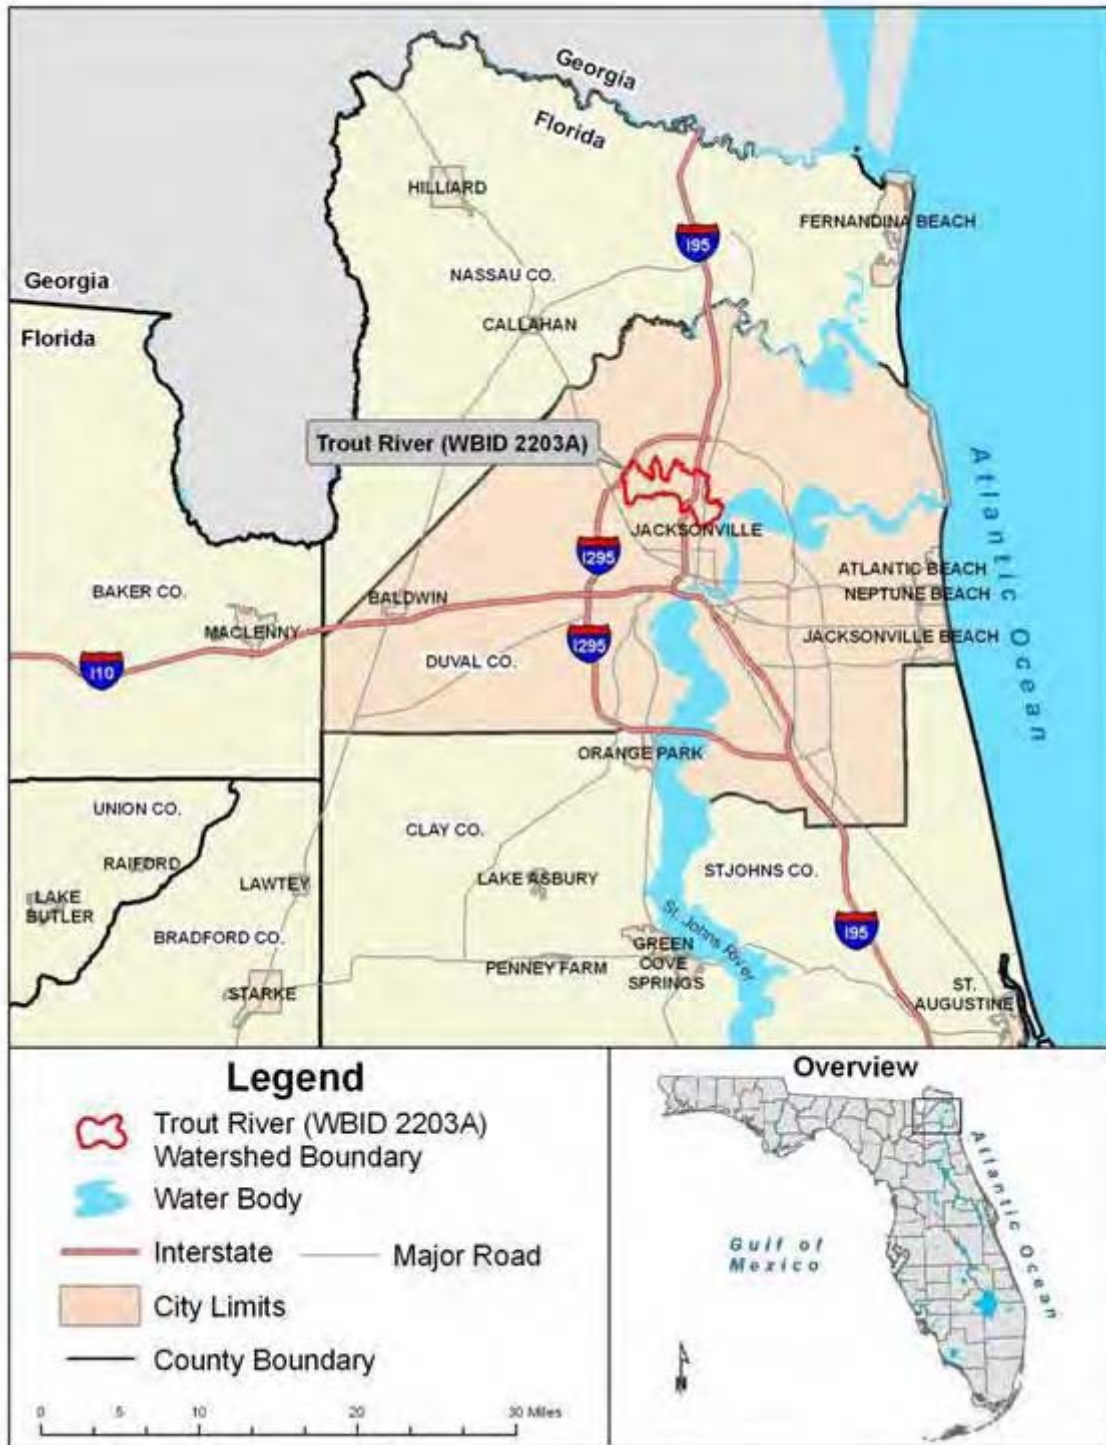 Georgia
Florida
HILLIARD
I95
FERNANDINA BEACH
NASSAU CO.
Georgia
CALLAHAN
Florida
Trout River (WBID 2203A)
JACKSONVILLE
Atlantic Ocean
I295
ATLANTIC BEACH
BAKER CO.
BALDWIN
NEPTUNE BEACH
MACLENNY
JACKSONVILLE BEACH
I295
DUVAL CO.
I10
ORANGE PARK
UNION CO.
CLAY CO.
RAIFORD
STJOHNS CO.
LAWTEY
LAKE ASBURY
LAKE
BUTLER
St. Johns River
I95
BRADFORD CO.
GREEN
COVE
SPRINGS
PENNEY FARM
STARKE
ST.
AUGUSTINE
Legend
Trout River (WBID 2203A)
Watershed Boundary
Water Body
Interstate
Major Road
City Limits
County Boundary
0 5 10 20 30 Miles
Overview
Atlantic Ocean
Gulf of
Mexico
N